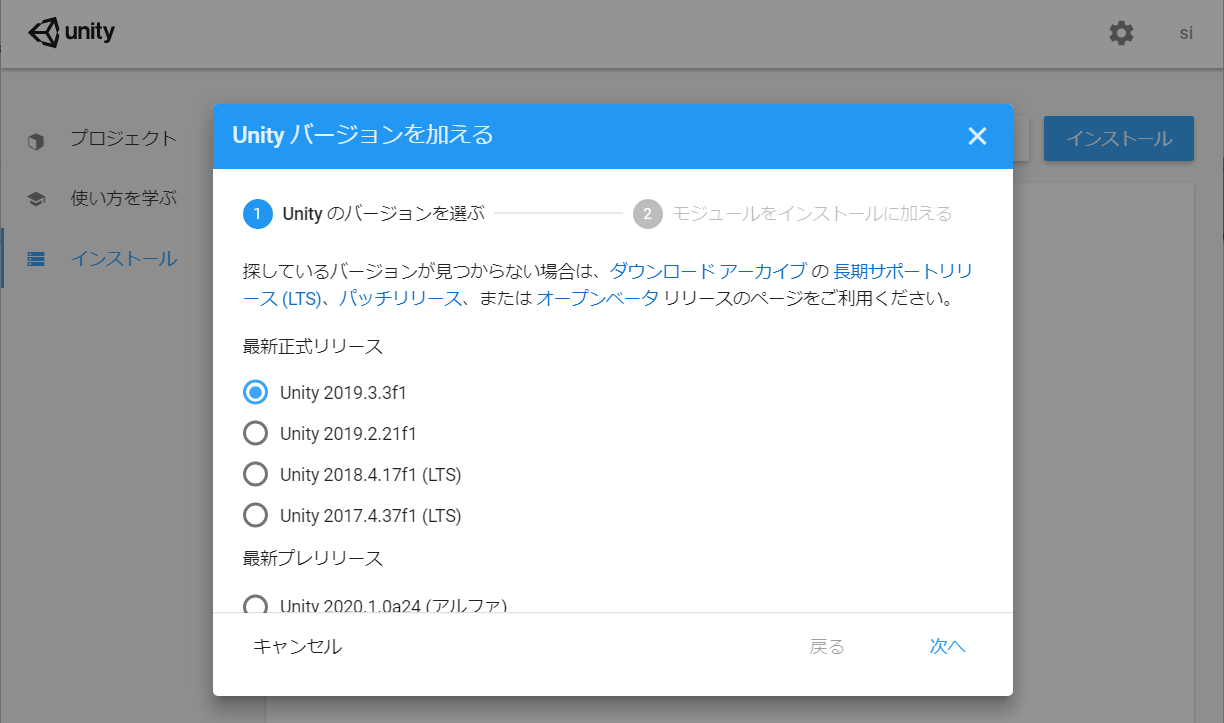 unity
si
プロジェクト
使い方を学ぶ
インストール
インストール
Unity バージョンを加える
1 Unity のバージョンを選ぶ
2 モジュールをインストールに加える
探しているバージョンが見つからない場合は、ダウンロード アーカイブ の 長期サポートリリ
ース (LTS)、パッチリリース、または オープンベータ リリースのページをご利用ください。
最新正式リリース
Unity 2019.3.3f1
Unity 2019.2.21f1
Unity 2018.4.17f1 (LTS)
Unity 2017.4.37f1 (LTS)
最新プレリリース
Unity 2020.1.0a24 (アルファ)
キャンセル
戻る
次へ